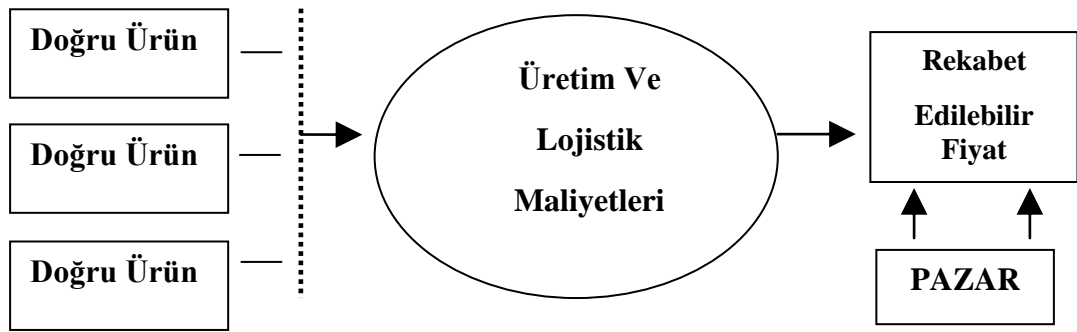 Doğru Ürün
Doğru Ürün
Doğru Ürün
Üretim Ve
Lojistik
Maliyetleri
Rekabet
Edilebilir
Fiyat
PAZAR